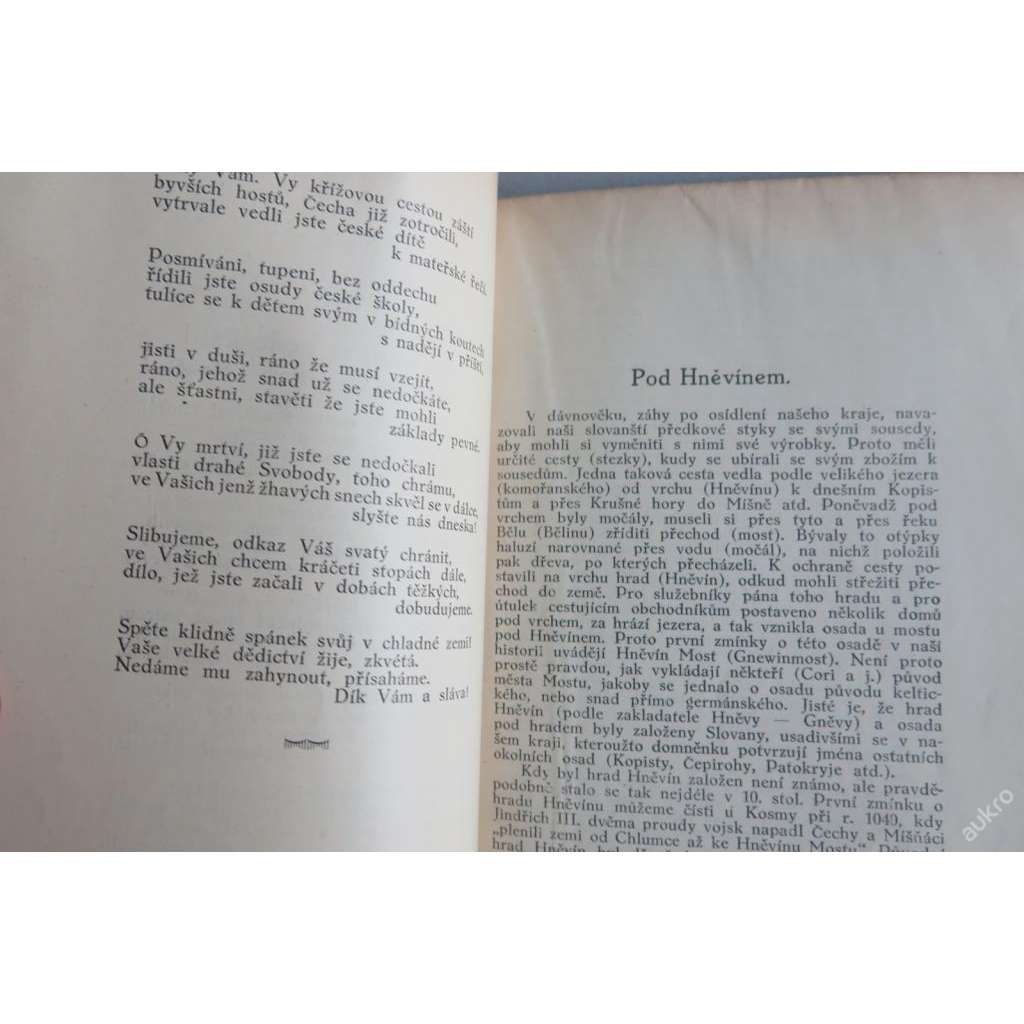 Vám. Vy křížovou cestou záští
byvších hostů, Čecha již zotročili,
vytrvale vedli jste české dítě
k mateřské řeči.
Posmíváni, tupeni, bez oddechu
řídili jste osudy české školy,
tulíce se k dětem svým v bídných koutech
s nadějí v příští,
jisti v duši, ráno že musí vzejít,
ráno, jehož snad už se nedočkáte,
ale šťastni, stavěti že jste mohli
základy pevné.
Ó Vy mrtví, již jste se nedočkali
vlasti drahé Svobody, toho chrámu,
ve Vašich jenž žhavých snech skvěl se v dálce,
slyšte nás dneska!
Slibujeme, odkaz Váš svatý chránit,
ve Vašich chcem kráčeti stopách dále,
dílo, jež jste začali v dobách těžkých,
dobudujeme.
Spěte klidně spánek svůj v chladné zemi!
Vaše velké dědictví žije, zkvétá.
Nedáme mu zahynout, přísaháme.
Dík Vám a sláva!
Pod Hněvínem.
V dávnověku, záhy po osídlení našeho kraje, nava-
zovali naši slovanští předkové styky se svými sousedy,
aby mohli si vyměniti s nimi své výrobky. Proto měli
určité cesty (stezky), kudy se ubírali se svým zbožím k
sousedům. Jedna taková cesta vedla podle velikého jezera
(komořanského) od vrchu (Hněvínu) k dnešním Kopis-
tům a přes Krušné hory do Míšně atd. Poněvadž pod
vrchem byly močály, museli si přes tyto a přes řeku
Bělu (Bělinu) zříditi přechod (most). Bývaly to otýpky
haluzí narovnané přes vodu (močál), na nichž položili
pak dřeva, po kterých přecházeli. K ochraně cesty po-
stavili na vrchu hrad (Hněvín), odkud mohli střežiti pře-
chod do země. Pro služebníky pána toho hradu a pro
útulek cestujícím obchodníkům postaveno několik domů
pod vrchem, za hrází jezera, a tak vznikla osada u mostu
pod Hněvínem. Proto první zmínky o této osadě v naší
historii uvádějí Hněvín Most (Gnewinmost). Není proto
prostě pravdou, jak vykládají někteří (Cori a j.) původ
města Mostu, jakoby se jednalo o osadu původu keltic-
kého, nebo snad přímo germánského. Jisté je, že hrad
Hněvín (podle zakladatele Hněvy — Gněvy) a osada
pod hradem byly založeny Slovany, usadivšími se v na-
šem kraji, kteroužto domněnku potvrzují jména ostatních
okolních osad (Kopisty, Čepirohy, Patokryje atd.).
Kdy byl hrad Hněvín založen není známo, ale pravdě-
podobně stalo se tak nejdéle v 10. stol. První zmínku o
hradu Hněvínu můžeme čísti u Kosmy při r. 1040, kdy
Jindřich III. dvěma proudy vojsk napadl Čechy a Míšňáci
„plenili zemi od Chlumce až ke Hněvínu Mostu“.
hrad Hněvín
aukro